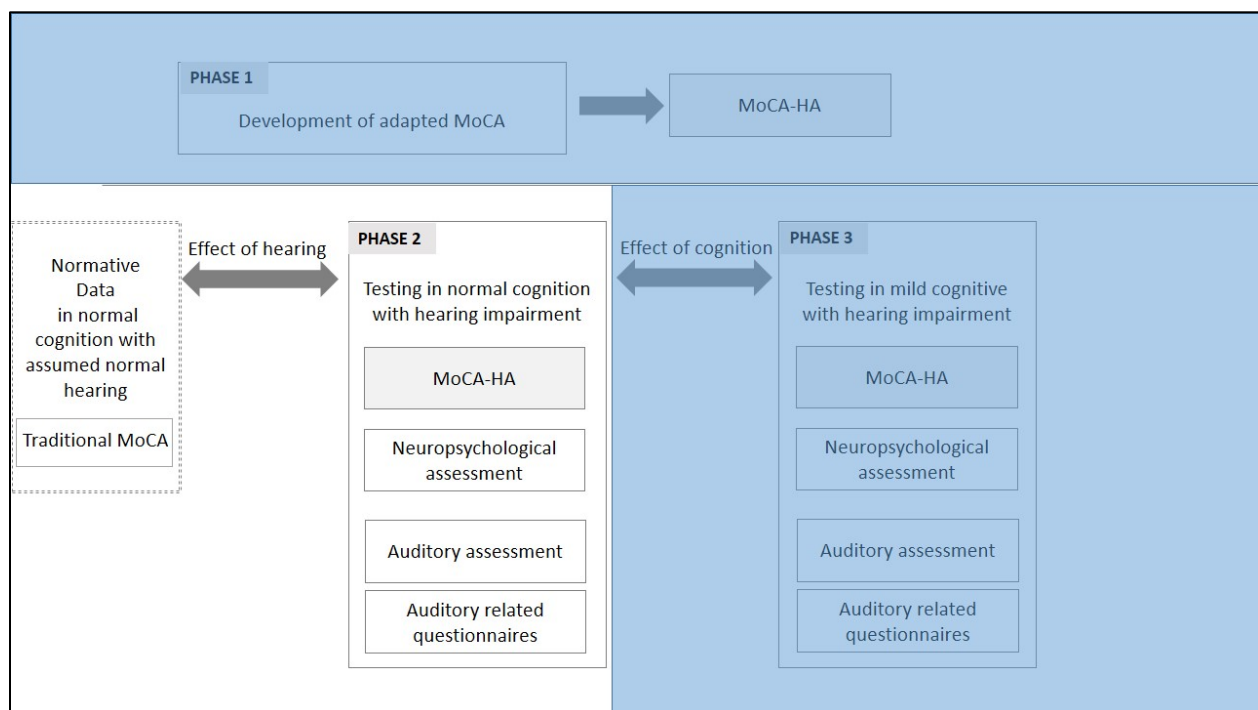 PHASE 1
Development of adapted MoCA
MoCA-HA
Normative
Data
in normal
cognition with
assumed normal
hearing
Traditional MoCA
Effect of hearing
PHASE 2
Testing in normal cognition
with hearing impairment
MoCA-HA
Neuropsychological
assessment
Auditory assessment
Auditory related
questionnaires
Effect of cognition
PHASE 3
Testing in mild cognitive
with hearing impairment
MoCA-HA
Neuropsychological
assessment
Auditory assessment
Auditory related
questionnaires